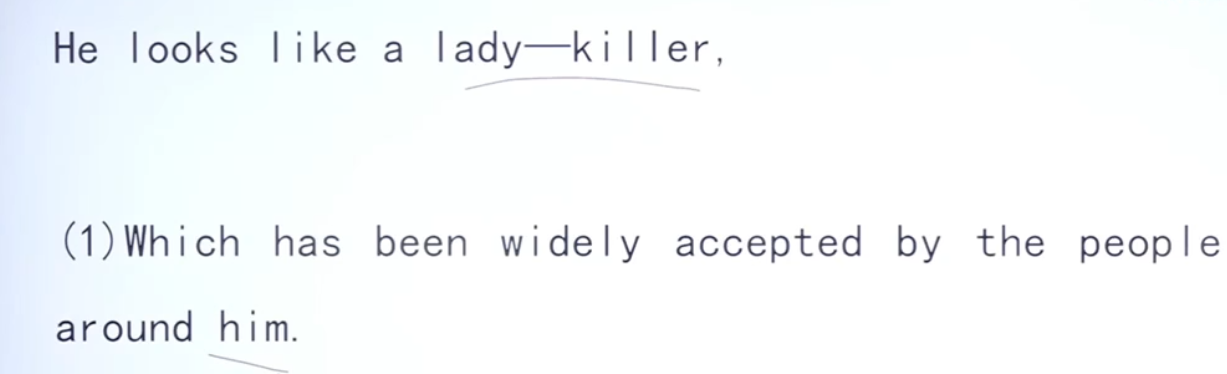 He looks like a lady—killer,
(1)Which has been widely accepted by the people
around him.